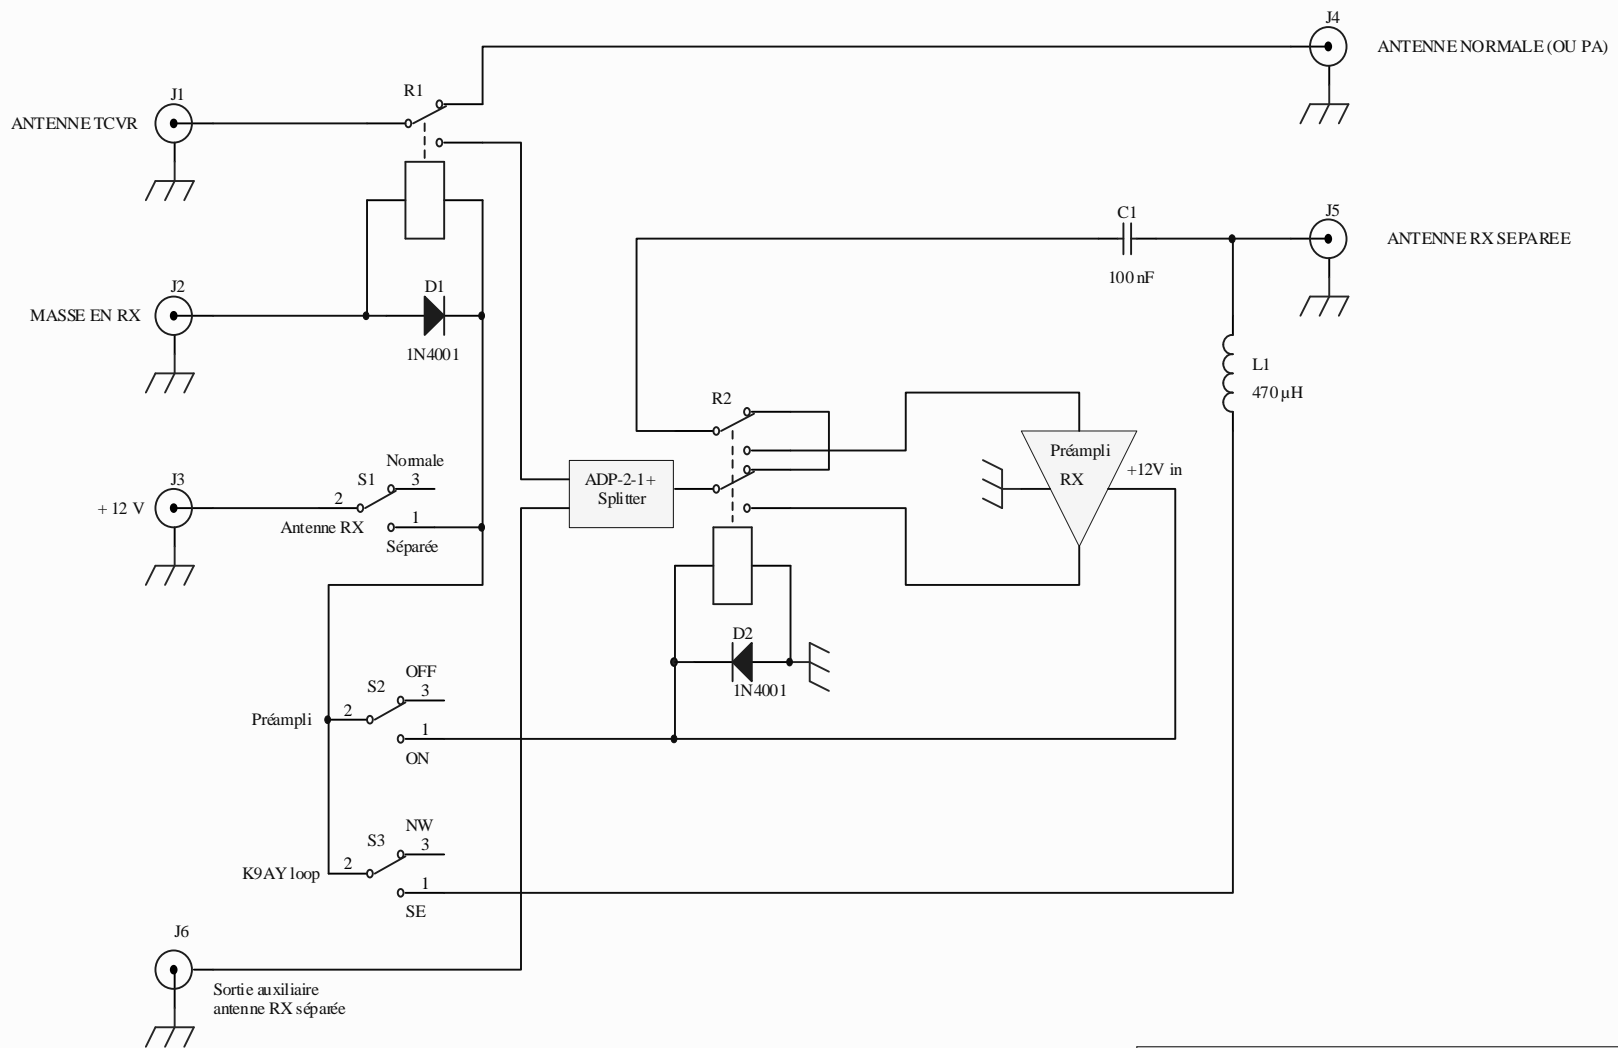 J4
ANTENNE NORMALE (OU PA)
J1
R1
ANTENNE TCVR
C1
J5
ANTENNE RX SEPAREE
100 nF
J2
D1
MASSE EN RX
1N4001
L1
470 µH
R2
Normale
Préampli
RX
+12V in
J3
S1
3
ADP-2-1+
Splitter
+ 12 V
2
Antenne RX
1
Séparée
D2
1N4001
OFF
S2
3
Préampli
2
1
ON
NW
S3
3
K9AY loop
2
1
SE
J6
Sortie auxiliaire
antenne RX séparée